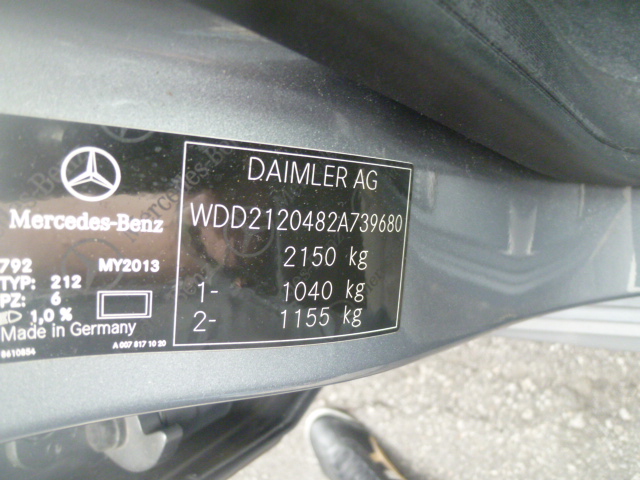 Mercedes-Benz
792 MY2013
TYP: 212
PZ: 6
1,0 %
Made in Germany
8610854 A 007 817 10 20
DAIMLER AG
WDD2120482A739680
2150 kg
1- 1040 kg
2- 1155 kg